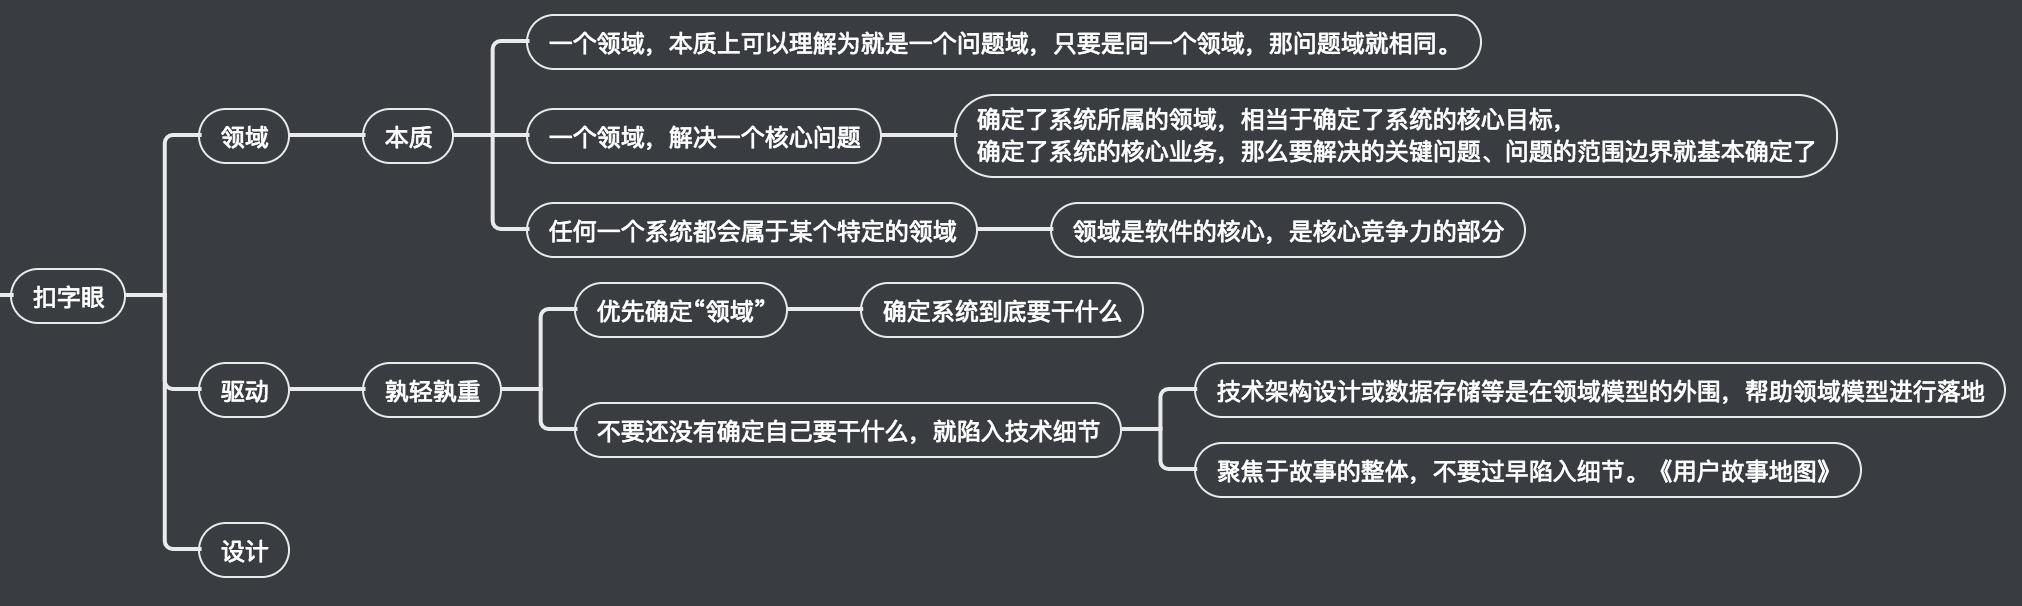 扣字眼
领域
本质
一个领域，本质上可以理解为就是一个问题域，只要是同一个领域，那问题域就相同。
一个领域，解决一个核心问题
确定了系统所属的领域，相当于确定了系统的核心目标，
确定了系统的核心业务，那么要解决的关键问题、问题的范围边界就基本确定了
任何一个系统都会属于某个特定的领域
领域是软件的核心，是核心竞争力的部分
驱动
孰轻孰重
优先确定“领域”
确定系统到底要干什么
不要还没有确定自己要干什么，就陷入技术细节
技术架构设计或数据存储等是在领域模型的外围，帮助领域模型进行落地
聚焦于故事的整体，不要过早陷入细节。《用户故事地图》
设计